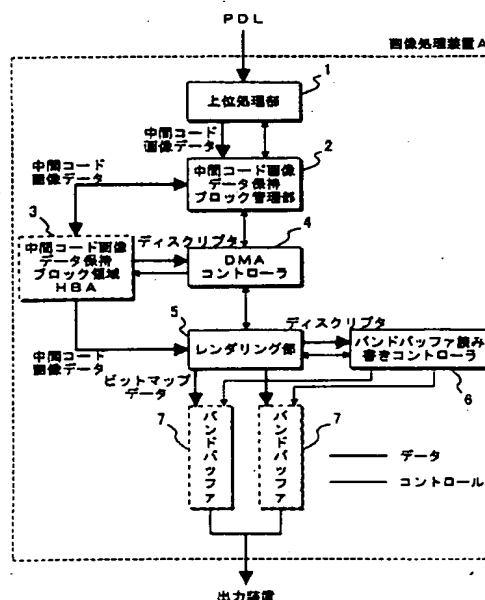 PDL
画像処理装置A
1
上位処理部
中間コード
画像データ
2
中間コード画像
データ保持
ブロック管理部
中間コード
画像データ
3
中間コード画像
データ保持
ブロック領域
HBA
ディスクリプタ
4
DMA
コントローラ
5
レンダリング部
ディスクリプタ
バンドバッファ読み
書きコントローラ
6
中間コード
画像データ
ビットマップ
データ
7
バンドバッファ
バンドバッファ
7
データ
コントロール
出力装置